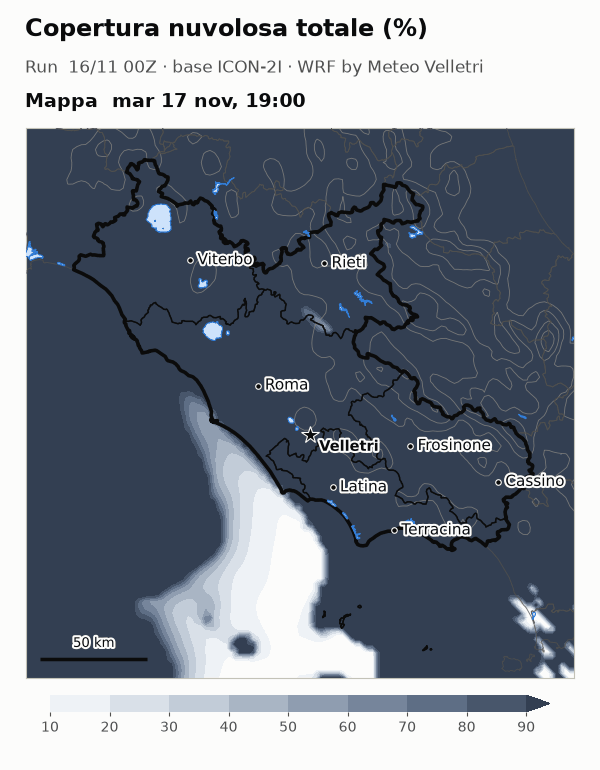 Copertura nuvolosa totale (%)
Run 16/11 00Z · base ICON-2I · WRF by Meteo Velletri
Mappa mar 17 nov, 19:00
Viterbo
Rieti
Roma
Velletri
Frosinone
Latina
Cassino
Terracina
50 km
10 20 30 40 50 60 70 80 90